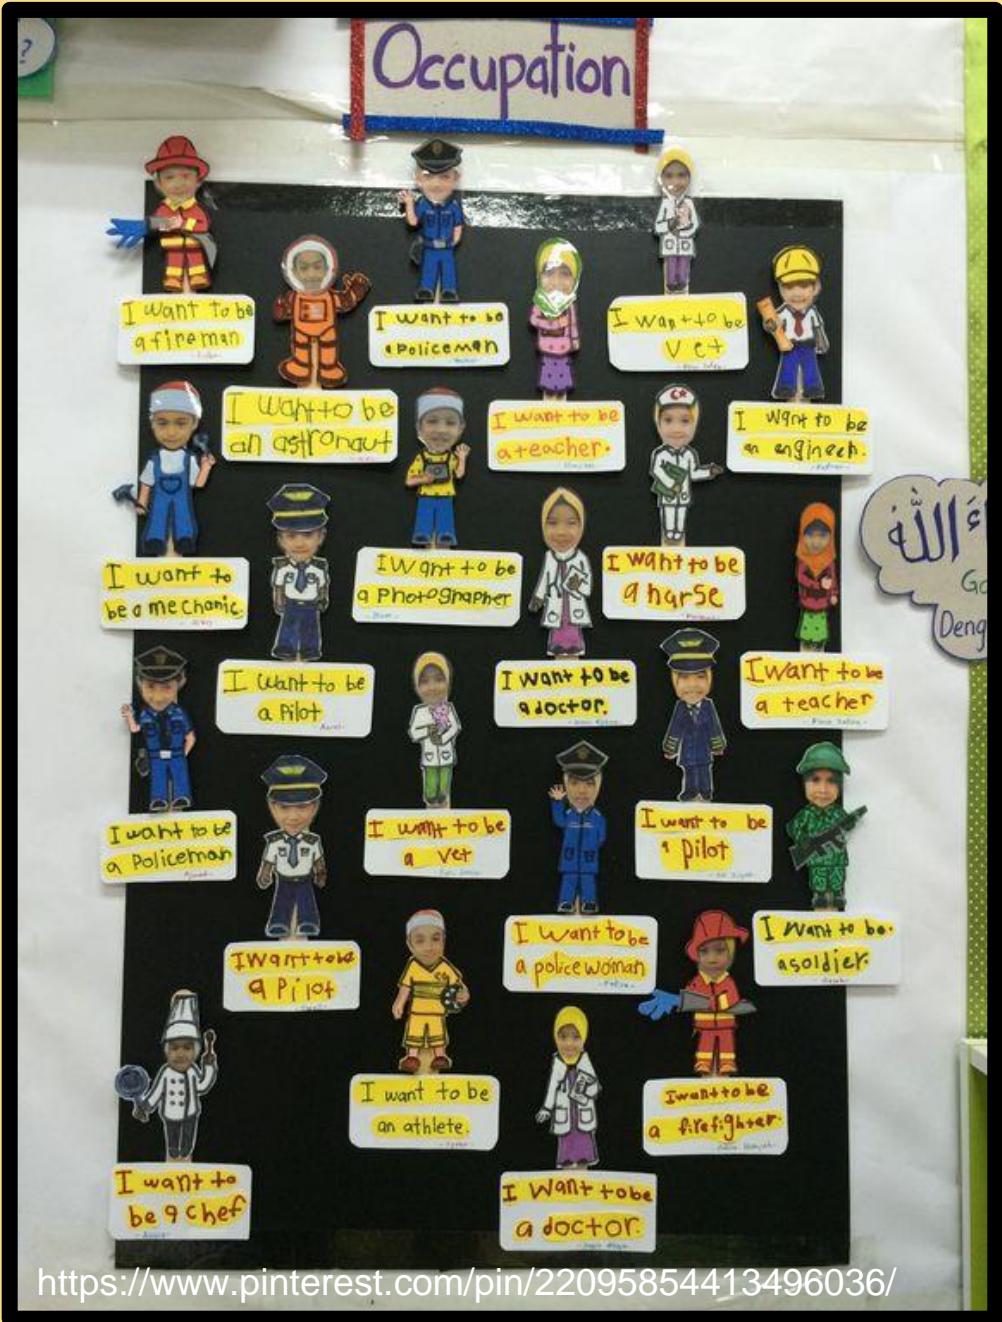 ?
Occupation
I want to be
a fireman
I want to be
a Policeman
I want to be
vet
I want to be
an astronaut
I want to be
a teacher.
I want to be
an engineer.
I want to
be a mechanic.
I want to be
a Photographer
I want to be
a nurse
I want to be
a Pilot
I want to be
a doctor.
I want to be
a teacher
I want to be
a Policeman
I want to be
a vet
I want to be
a pilot
I want to be
a Pilot
I want to be
a policewoman
I want to be.
a soldier.
I want to be
an athlete.
I want to be
a firefighter.
I want to
be a chef
I want to be
a doctor.
الله
Deng
https://www.pinterest.com/pin/22095854413496036/